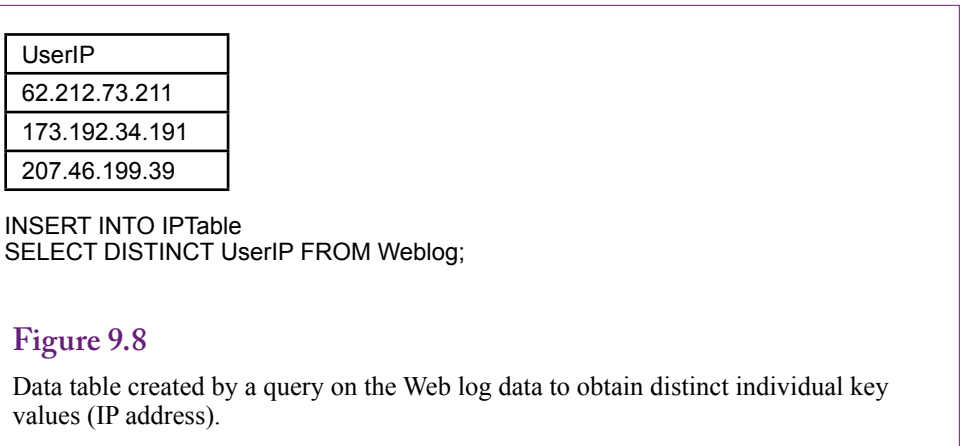 UserIP
62.212.73.211
173.192.34.191
207.46.199.39
INSERT INTO IPTable
SELECT DISTINCT UserIP FROM Weblog;
Figure 9.8
Data table created by a query on the Web log data to obtain distinct individual key
values (IP address).